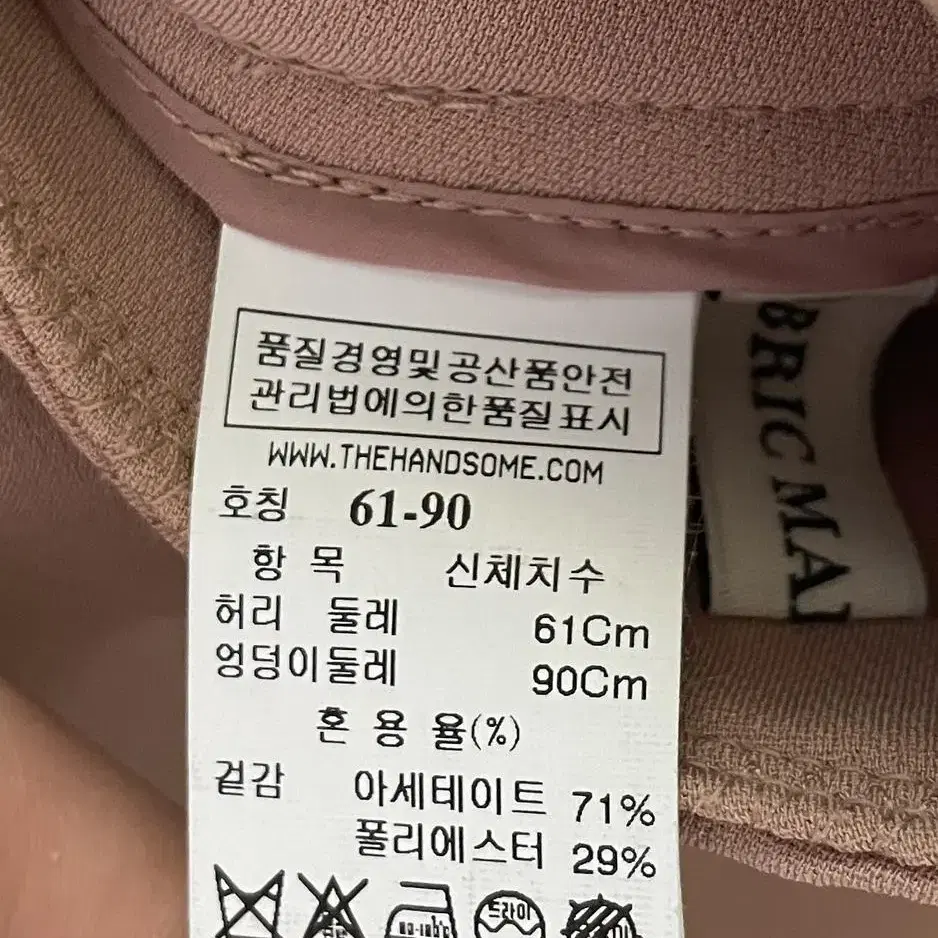 품질경영및공산품안전
관리법에의한품질표시
WWW.THEHANDSOME.COM
호칭 61-90
항 목 신체치수
허리 둘레 61Cm
엉덩이둘레 90Cm
혼 용 율(%)
겉감 아세테이트 71%
폴리에스터 29%
드라이
BRIC MA